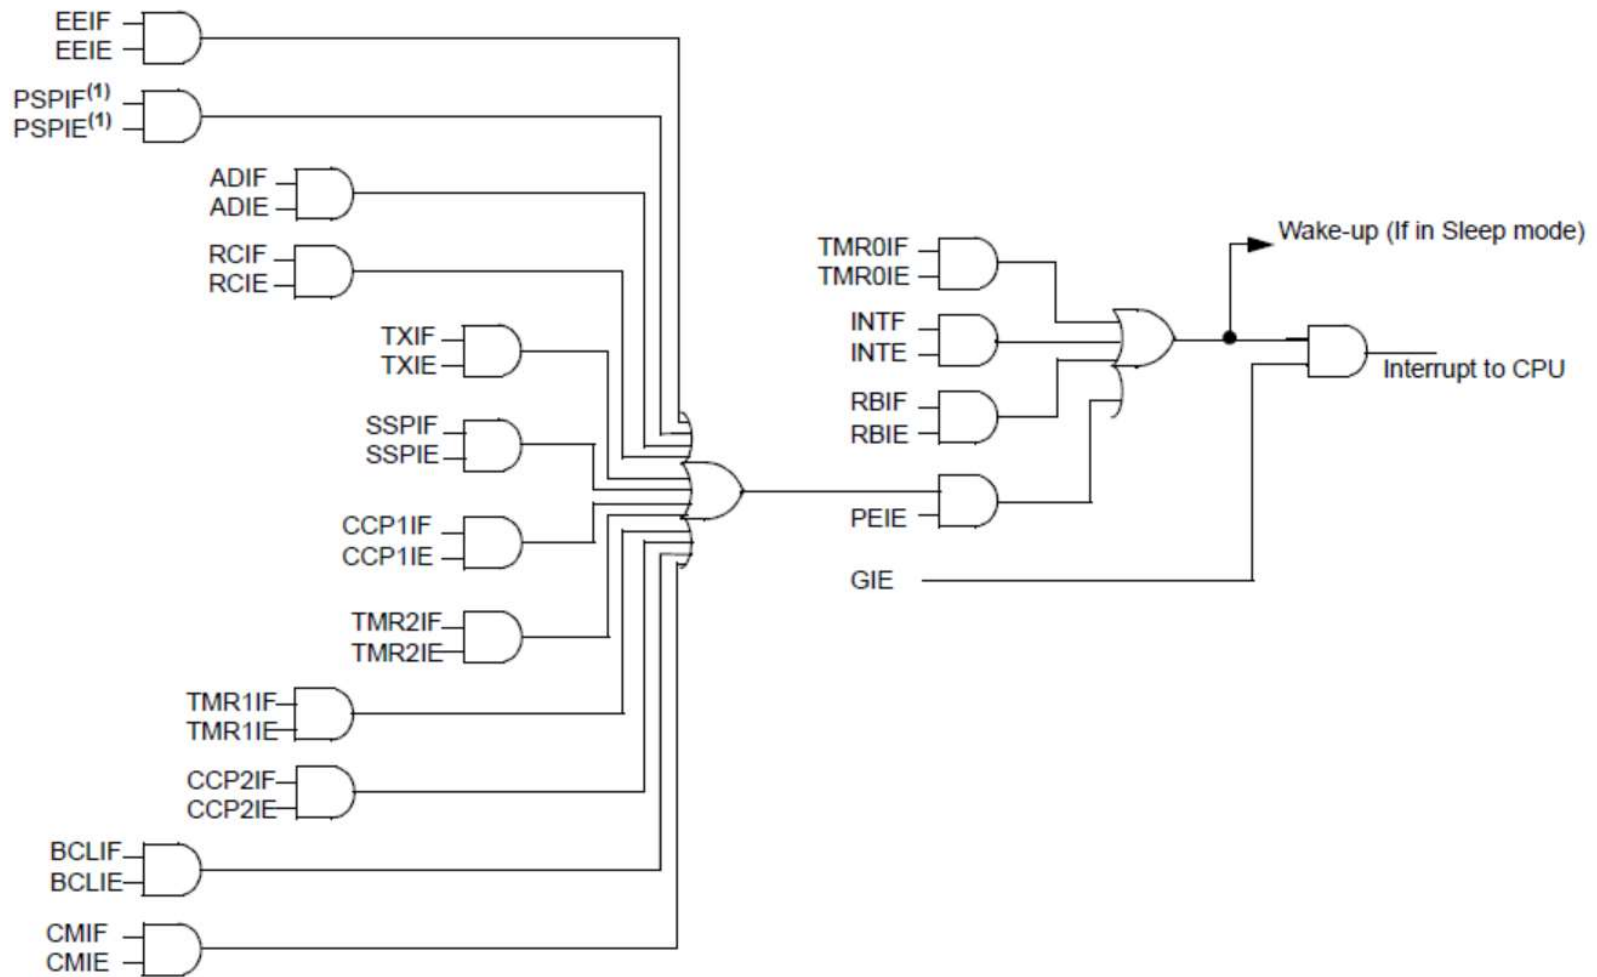 EEIF
EEIE
PSPIF(1)
PSPIE(1)
ADIF
ADIE
RCIF
RCIE
TXIF
TXIE
SSPIF
SSPIE
CCP1IF
CCP1IE
TMR2IF
TMR2IE
TMR1IF
TMR1IE
CCP2IF
CCP2IE
BCLIF
BCLIE
CMIF
CMIE
TMR0IF
TMR0IE
INTF
INTE
RBIF
RBIE
PEIE
GIE
Wake-up (If in Sleep mode)
Interrupt to CPU